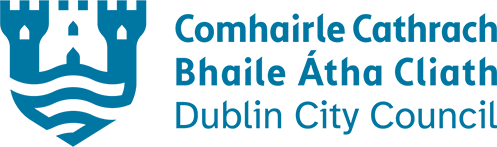 Comhairle Cathrach
Bhaile Átha Cliath
Dublin City Council